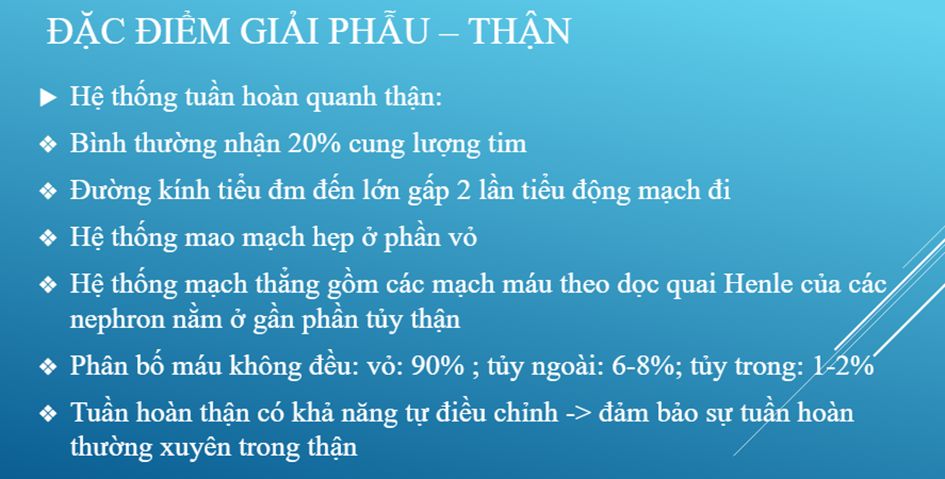 ĐẶC ĐIỂM GIẢI PHẪU – THẬN
Hệ thống tuần hoàn quanh thận:
Bình thường nhận 20% cung lượng tim
Đường kính tiểu đm đến lớn gấp 2 lần tiểu động mạch đi
Hệ thống mao mạch hẹp ở phần vỏ
Hệ thống mạch thẳng gồm các mạch máu theo dọc quai Henle của các
nephron nằm ở gần phần tủy thận
Phân bố máu không đều: vỏ: 90% ; tủy ngoài: 6-8%; tủy trong: 1-2%
Tuần hoàn thận có khả năng tự điều chỉnh -> đảm bảo sự tuần hoàn
thường xuyên trong thận